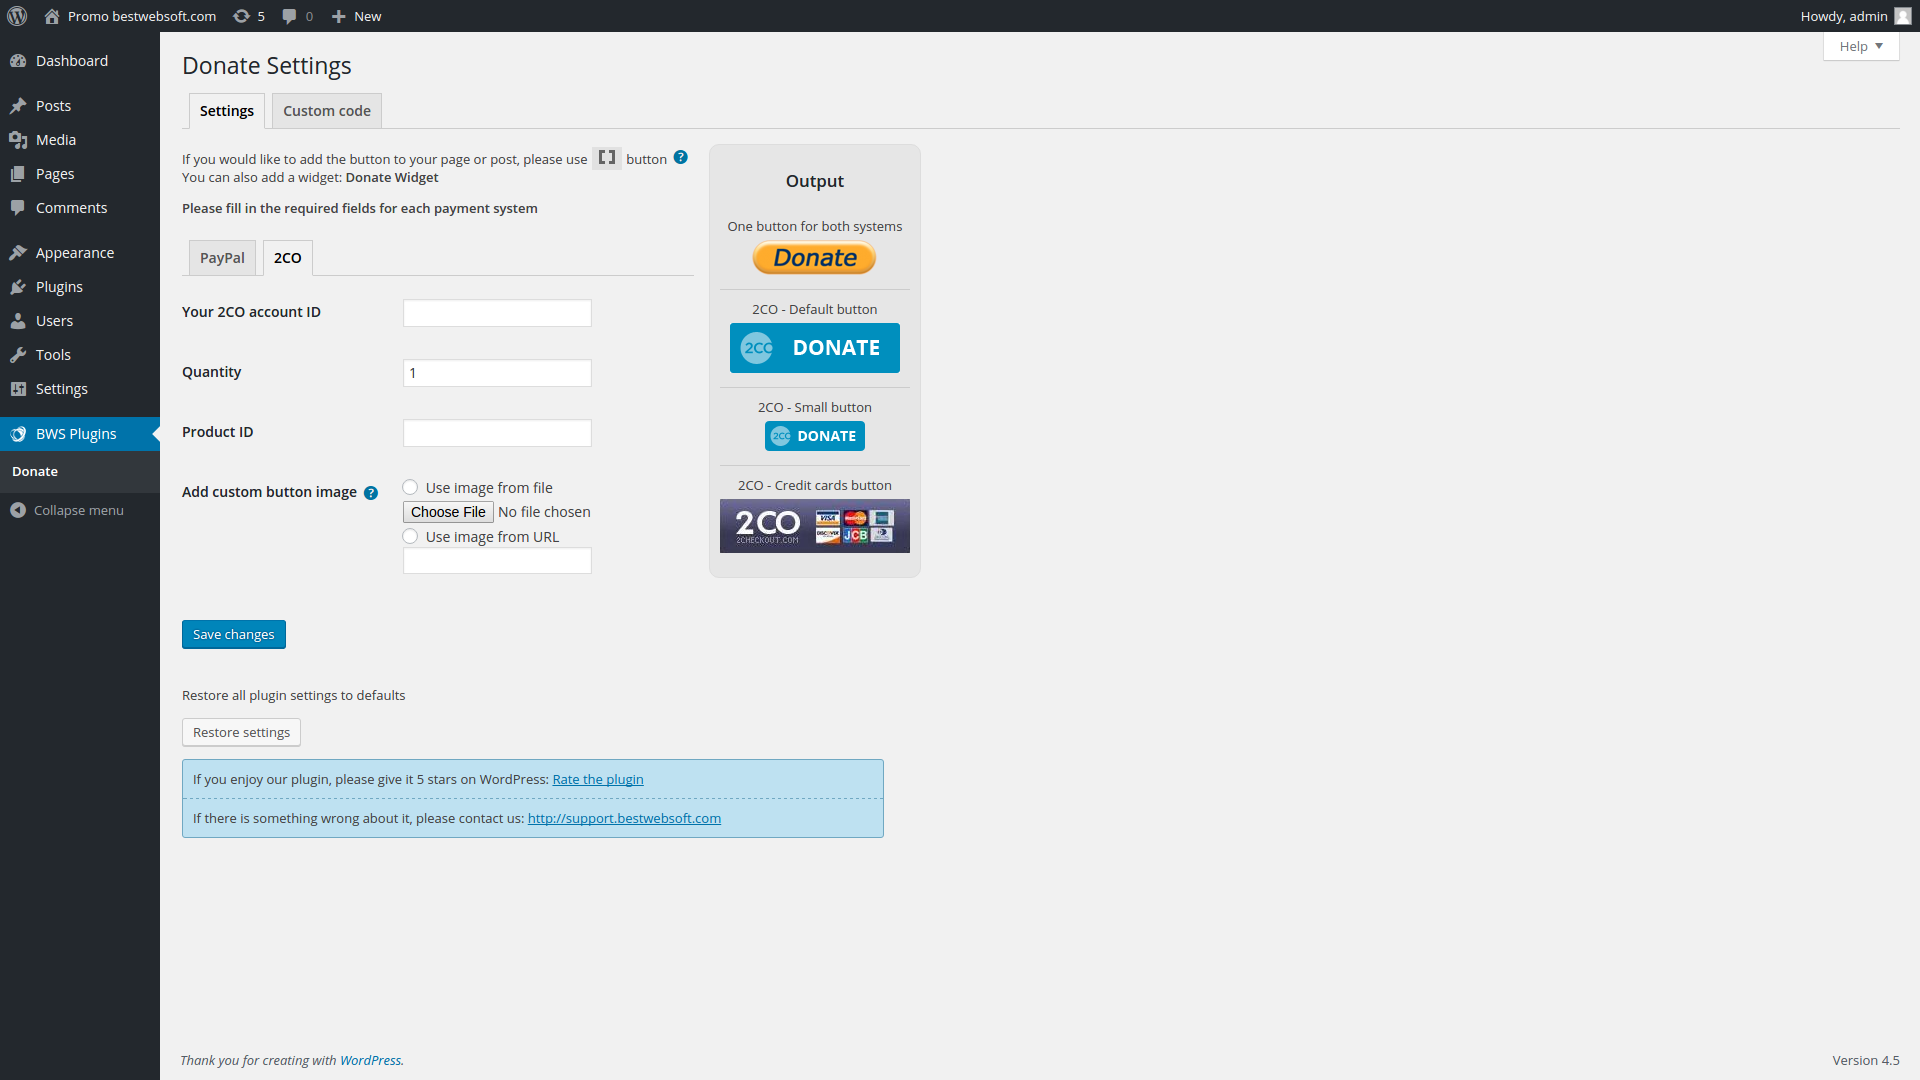 Promo bestwebsoft.com 5 0 New Howdy, admin
Help
Dashboard
Posts
Media
Pages
Comments
Appearance
Plugins
Users
Tools
Settings
BWS Plugins
Donate
Collapse menu
Donate Settings
Settings Custom code
If you would like to add the button to your page or post, please use [] button ?
You can also add a widget: Donate Widget
Please fill in the required fields for each payment system
PayPal 2CO
Your 2CO account ID
Quantity 1
Product ID
Add custom button image ? Use image from file
Choose File No file chosen
Use image from URL
Save changes
Restore all plugin settings to defaults
Restore settings
If you enjoy our plugin, please give it 5 stars on WordPress: Rate the plugin
If there is something wrong about it, please contact us: http://support.bestwebsoft.com
Output
One button for both systems
Donate
2CO - Default button
2CO DONATE
2CO - Small button
2CO DONATE
2CO - Credit cards button
2CO VISA MasterCard
2CHECKOUT.COM DISCOVER JCB
Thank you for creating with WordPress. Version 4.5